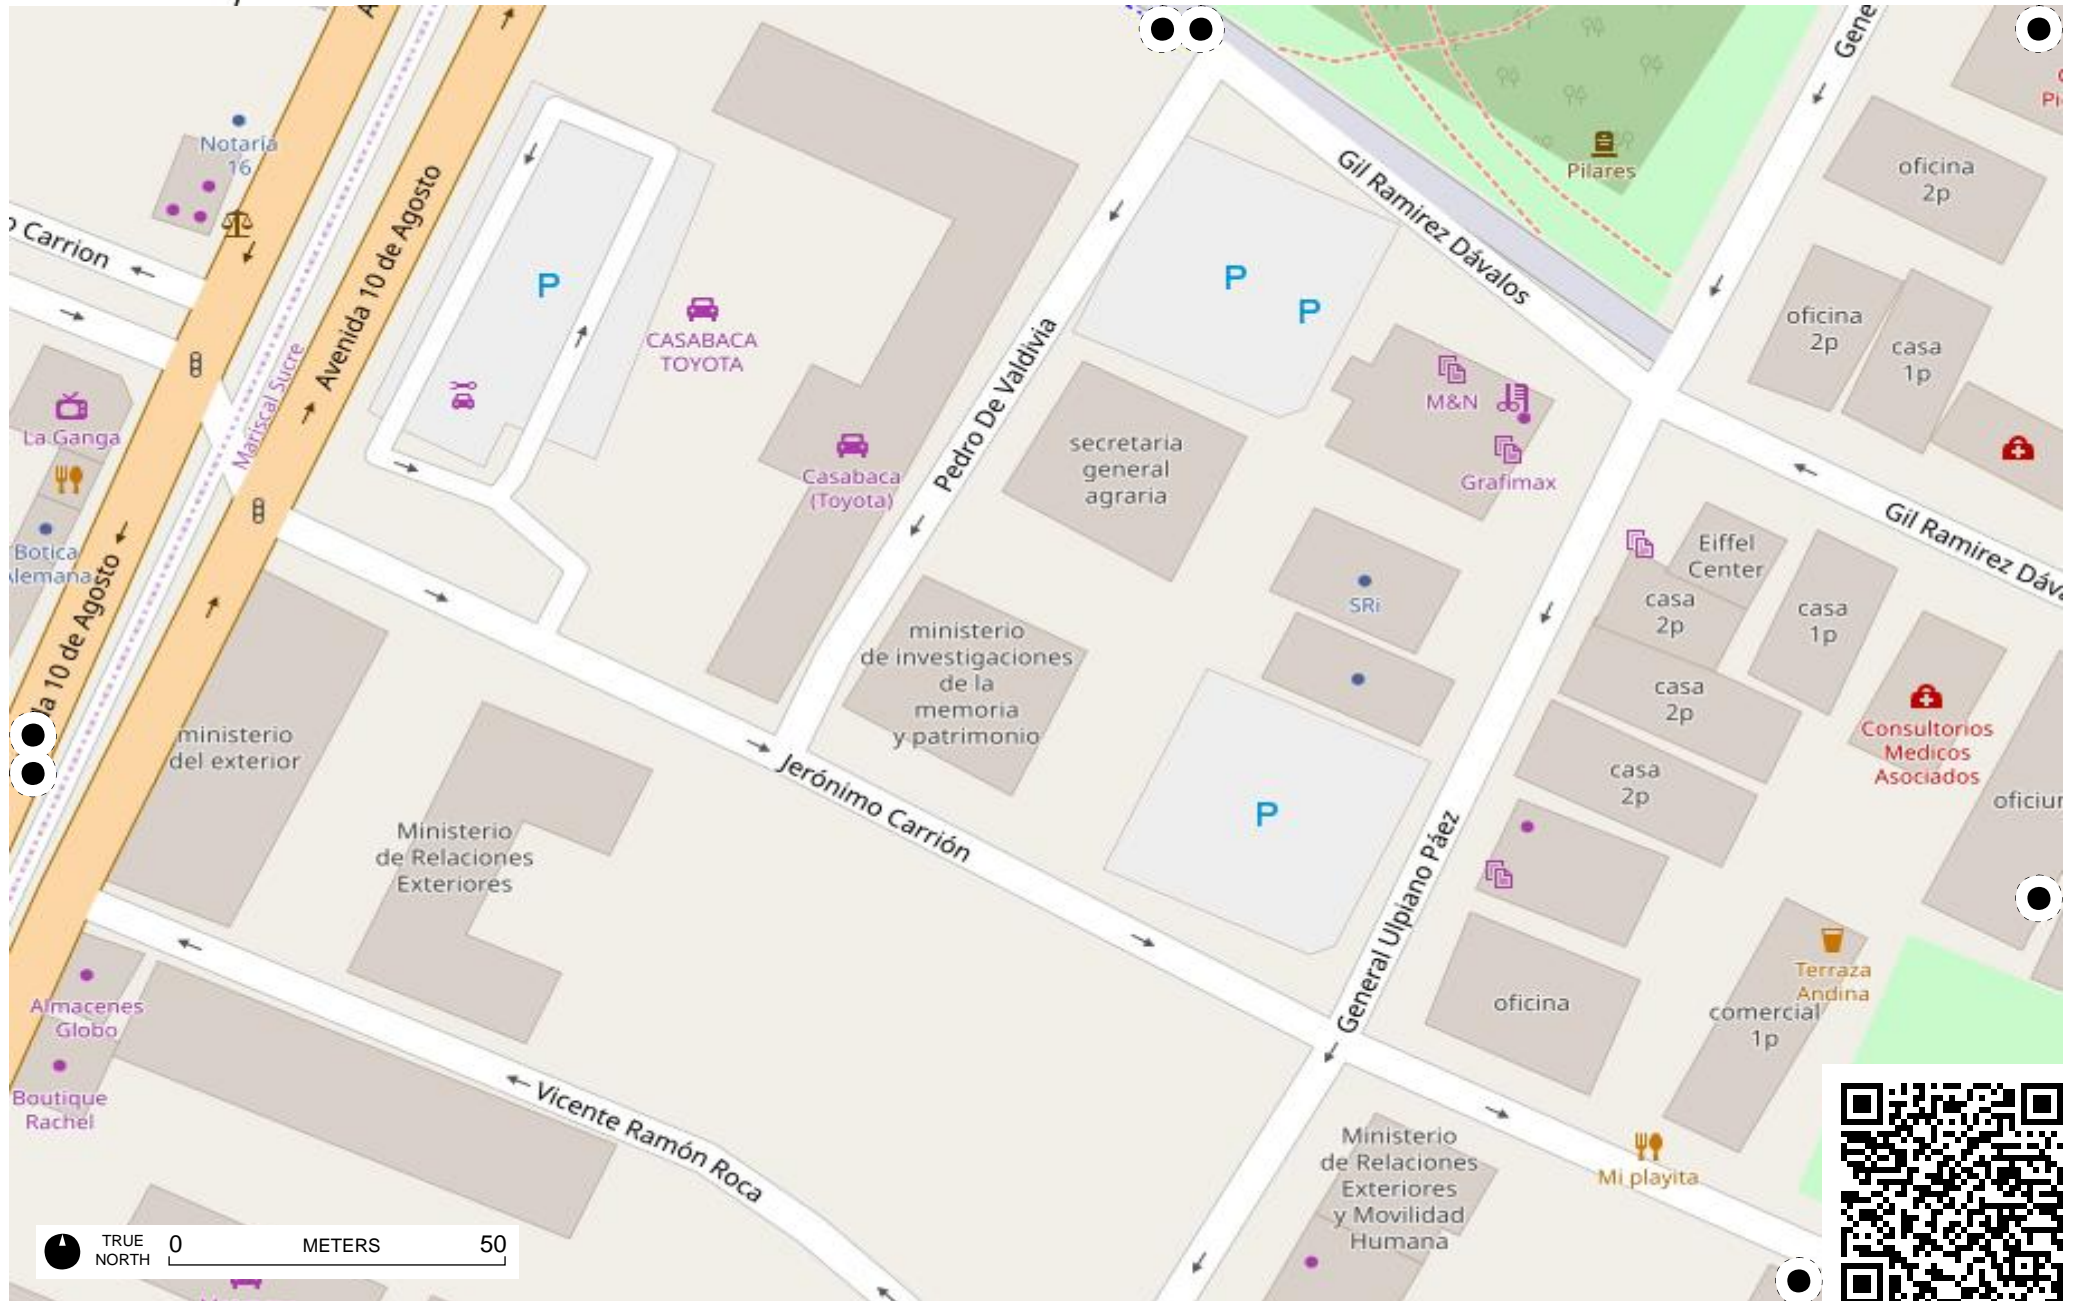 Notaría
16
o Carrion
Avenida 10 de Agosto
Mariscal Sucre
La Ganga
Botica
Alemana
da 10 de Agosto
P
CASABACA
TOYOTA
Casabaca
(Toyota)
Pedro De Valdivia
P
P
Gil Ramirez Dávalos
Pilares
Gene
oficina
2p
oficina
2p
casa
1p
M&N
Grafimax
secretaria
general
agraria
Gil Ramirez Dáva
Eiffel
Center
casa
2p
casa
1p
SRi
casa
2p
casa
2p
Consultorios
Medicos
Asociados
oficiur
ministerio
de investigaciones
de la
memoria
y patrimonio
ministerio
del exterior
Ministerio
de Relaciones
Exteriores
Jerónimo Carrión
P
General Ulpiano Páez
oficina
Terraza
Andina
comercial
1p
Almacenes
Globo
Boutique
Rachel
Vicente Ramón Roca
Ministerio
de Relaciones
Exteriores
y Movilidad
Humana
Mi playita
TRUE
NORTH
0 METERS 50